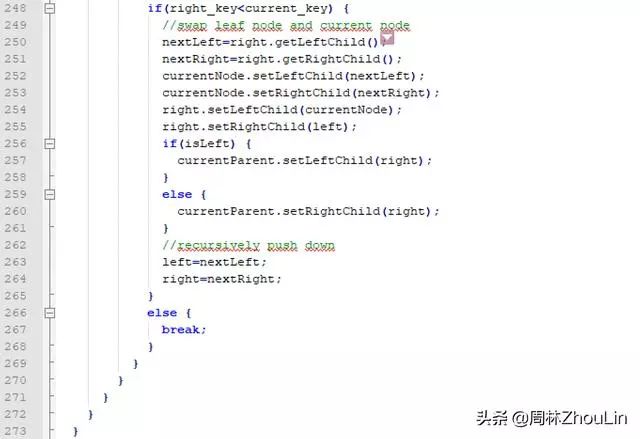 248 if(right_key<current_key) {
249 //swap leaf node and current node
250 nextLeft=right.getLeftChild();
251 nextRight=right.getRightChild();
252 currentNode.setLeftChild(nextLeft);
253 currentNode.setRightChild(nextRight);
254 right.setLeftChild(currentNode);
255 right.setRightChild(left);
256 if(isLeft) {
257 currentParent.setLeftChild(right);
258 }
259 else {
260 currentParent.setRightChild(right);
261 }
262 //recursively push down
263 left=nextLeft;
264 right=nextRight;
265 }
266 else {
267 break;
268 }
269 }
270 }
271 }
272 }
273 }
头条 @周林ZhouLin